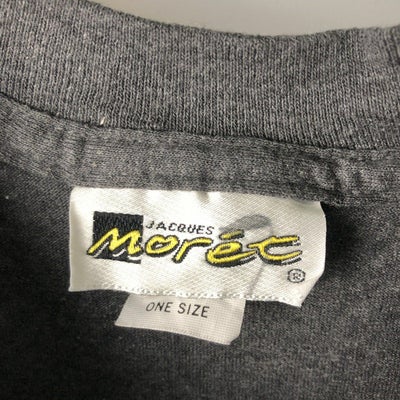 JACQUES
Morét
®
ONE SIZE